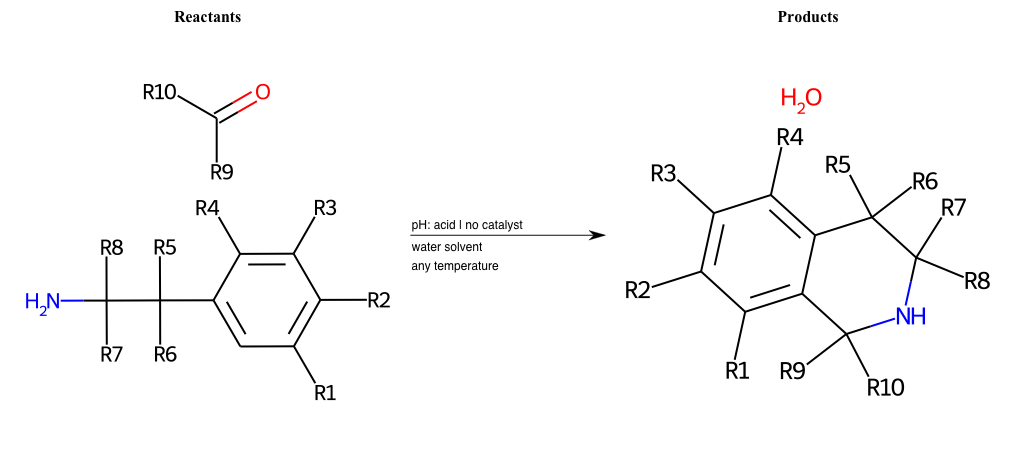 Reactants
Products
R10
O
R9
H2O
R4
R3
R8
R5
H2N
R2
R7
R6
R1
pH: acid | no catalyst
water solvent
any temperature
R4
R3
R5
R6
R7
R2
R8
NH
R1
R9
R10